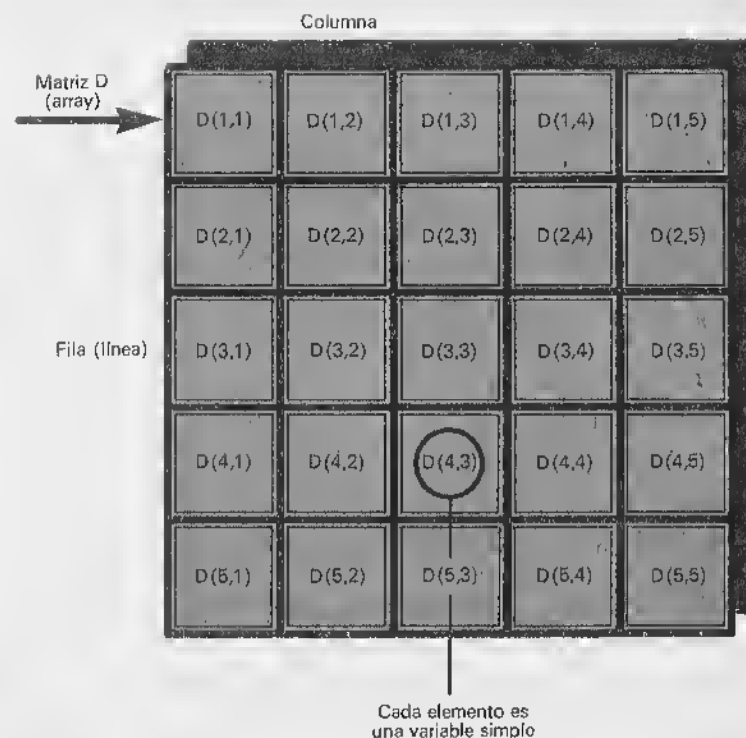 Columna
Matriz D
(array)
D(1,1) D(1,2) D(1,3) D(1,4) D(1,5)
D(2,1) D(2,2) D(2,3) D(2,4) D(2,5)
Fila (línea) D(3,1) D(3,2) D(3,3) D(3,4) D(3,5)
D(4,1) D(4,2) D(4,3) D(4,4) D(4,5)
D(5,1) D(5,2) D(5,3) D(5,4) D(5,5)
Cada elemento es
una variable simple